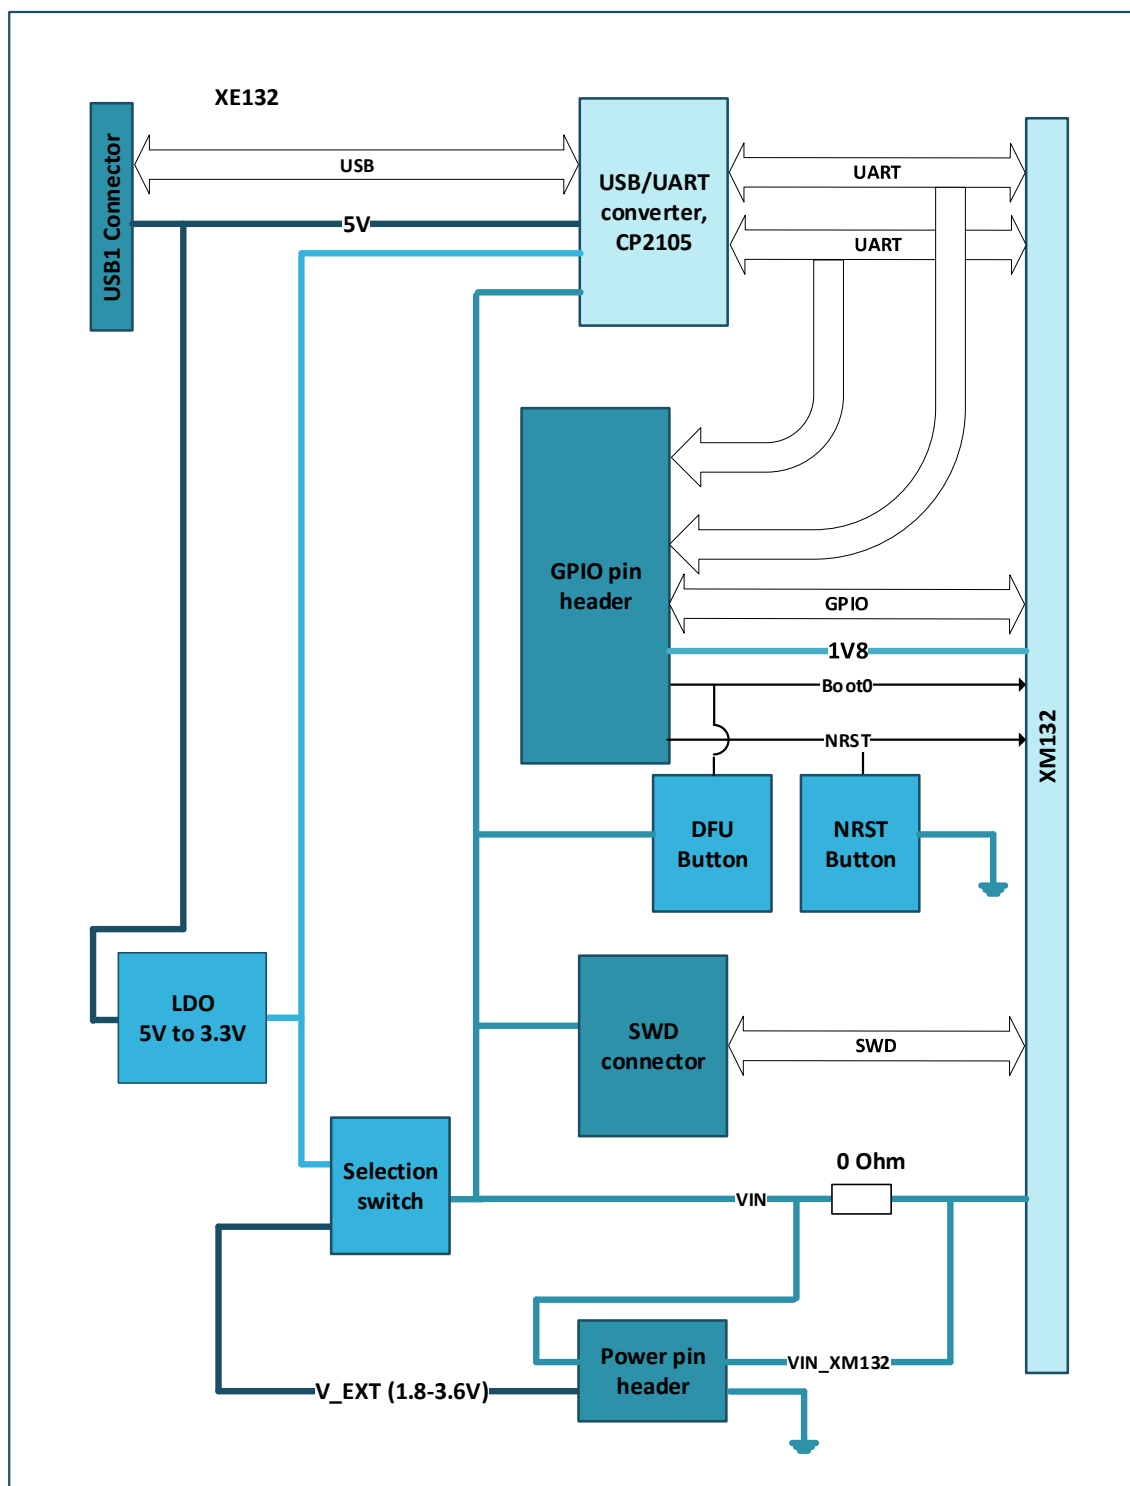 XE132
USB1 Connector
USB
5V
USB/UART
converter,
CP2105
UART
UART
GPIO pin
header
GPIO
1V8
Boot0
NRST
XM132
DFU
Button
NRST
Button
LDO
5V to 3.3V
SWD
connector
SWD
Selection
switch
0 Ohm
VIN
Power pin
header
VIN_XM132
V_EXT (1.8-3.6V)